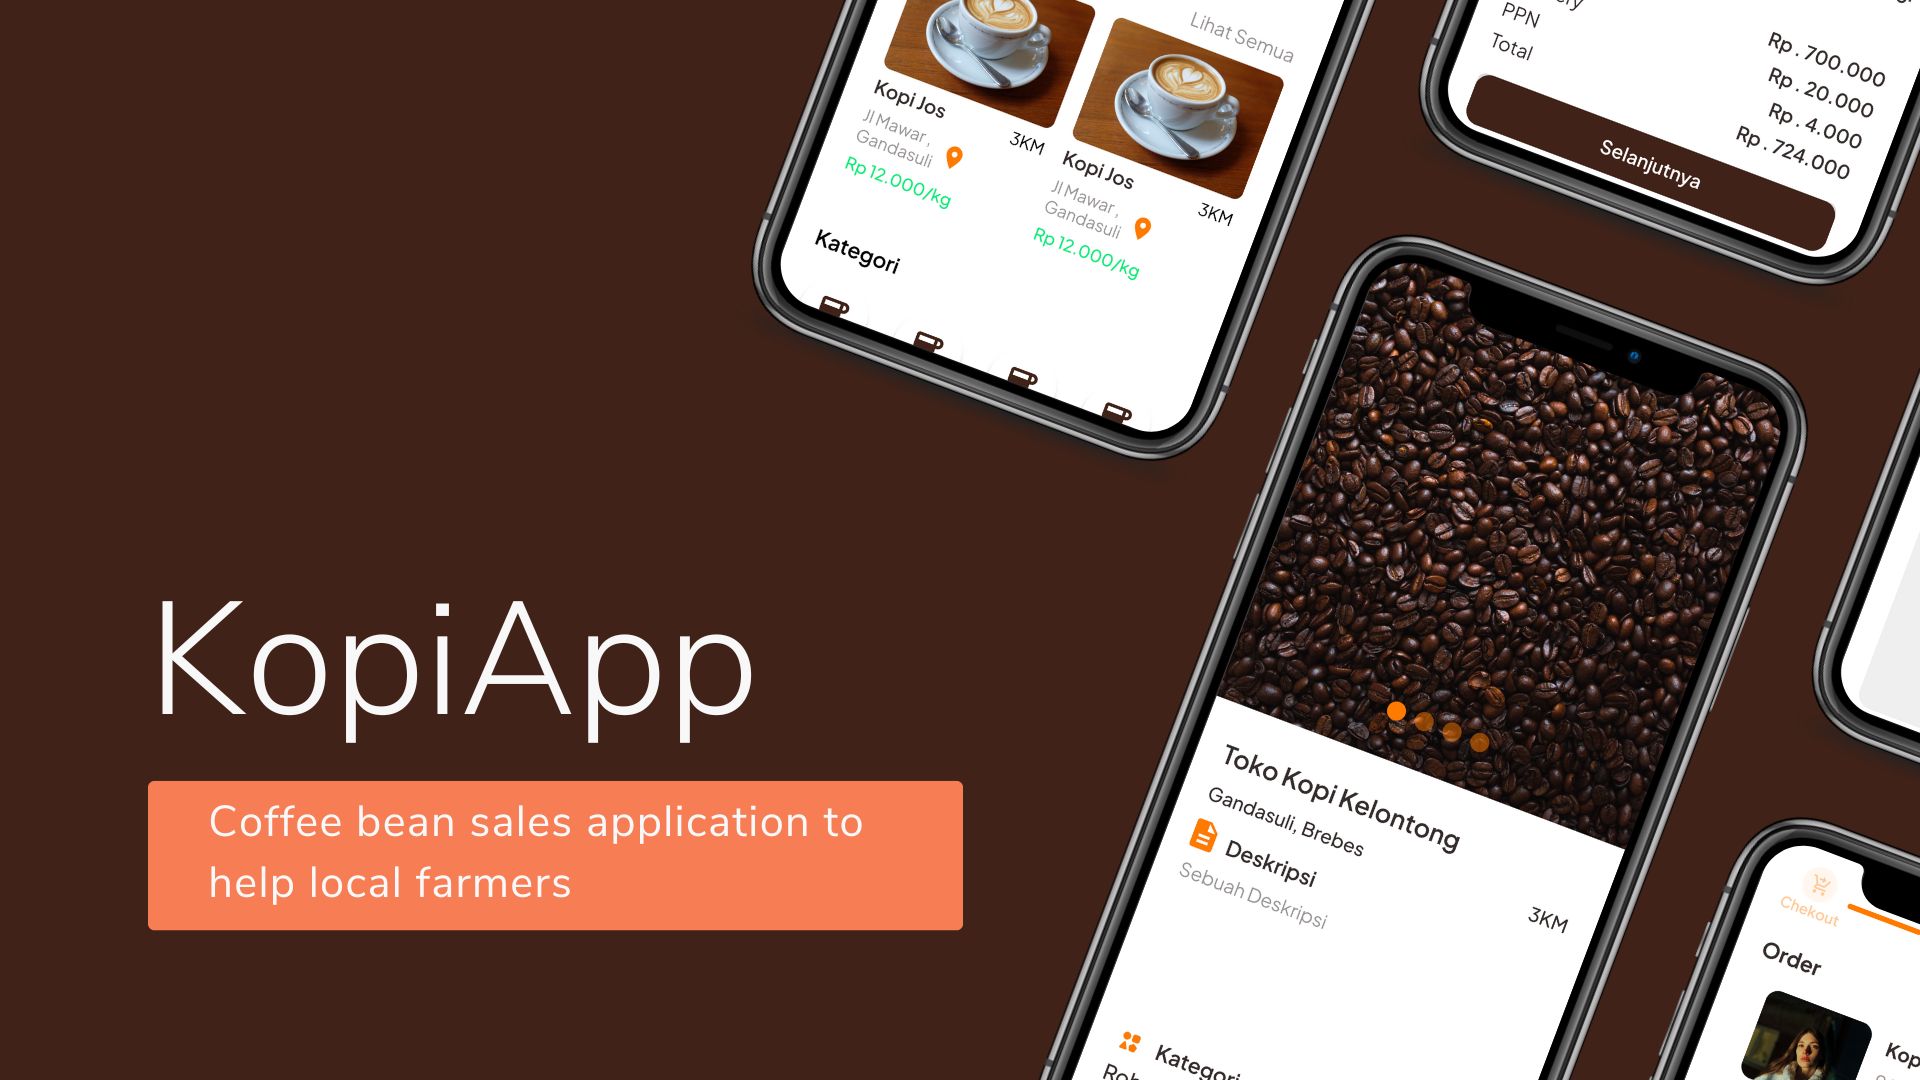 Lihat Semua
Kopi Jos
Jl Mawar,
Gandasuli
3KM
Rp 12.000/kg
Kopi Jos
Jl Mawar,
Gandasuli
3KM
Rp 12.000/kg
Kategori
PPN
Total
Rp . 700.000
Rp . 20.000
Rp . 4.000
Rp . 724.000
Selanjutnya
KopiApp
Coffee bean sales application to
help local farmers
Toko Kopi Kelontong
Gandasuli, Brebes
Deskripsi
Sebuah Deskripsi
3KM
Kategori
Chekout
Order